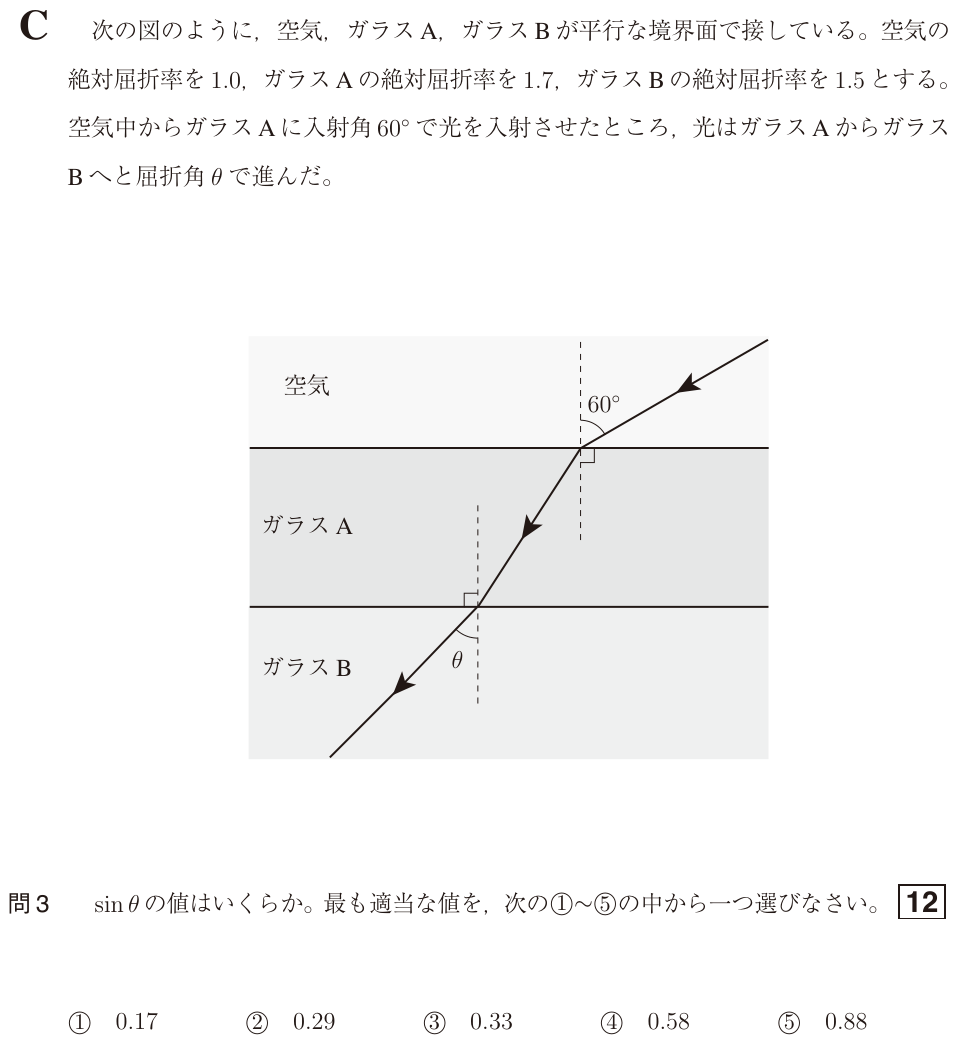 C 次の図のように，空気，ガラスA，ガラスBが平行な境界面で接している。空気の
絶対屈折率を1.0，ガラスAの絶対屈折率を1.7，ガラスBの絶対屈折率を1.5とする。
空気中からガラスAに入射角60°で光を入射させたところ，光はガラスAからガラス
Bへと屈折角θで進んだ。
空気
60°
ガラスA
ガラスB
θ
問3 sinθの値はいくらか。最も適当な値を，次の①～⑤の中から一つ選びなさい。 12
① 0.17 ② 0.29 ③ 0.33 ④ 0.58 ⑤ 0.88